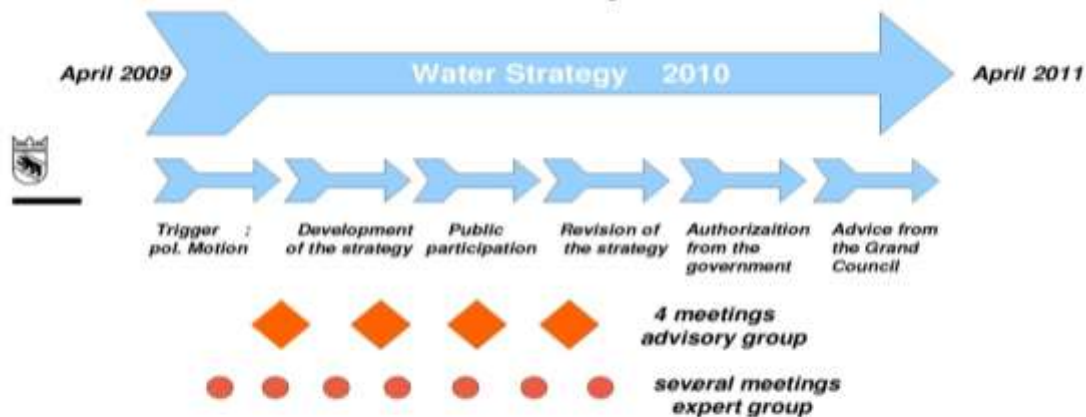 April 2009
Water Strategy 2010
April 2011
Trigger :
pol. Motion
Development
of the strategy
Public
participation
Revision of
the strategy
Authorizaition
from the
government
Advice from
the Grand
Council
4 meetings
advisory group
several meetings
expert group